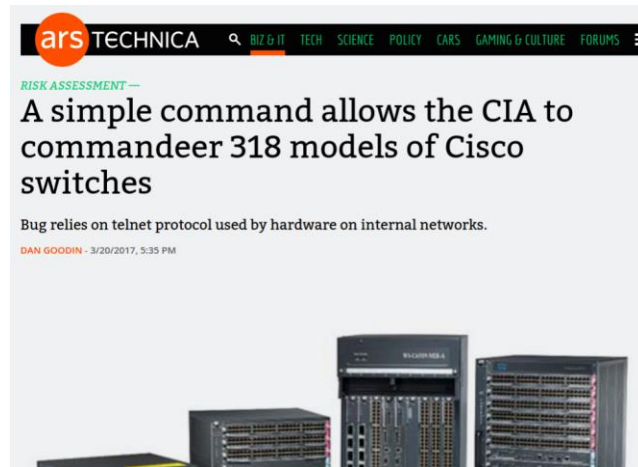 ars TECHNICA BIZ & IT TECH SCIENCE POLICY CARS GAMING & CULTURE FORUMS
RISK ASSESSMENT —
A simple command allows the CIA to
commandeer 318 models of Cisco
switches
Bug relies on telnet protocol used by hardware on internal networks.
DAN GOODIN - 3/20/2017, 5:35 PM